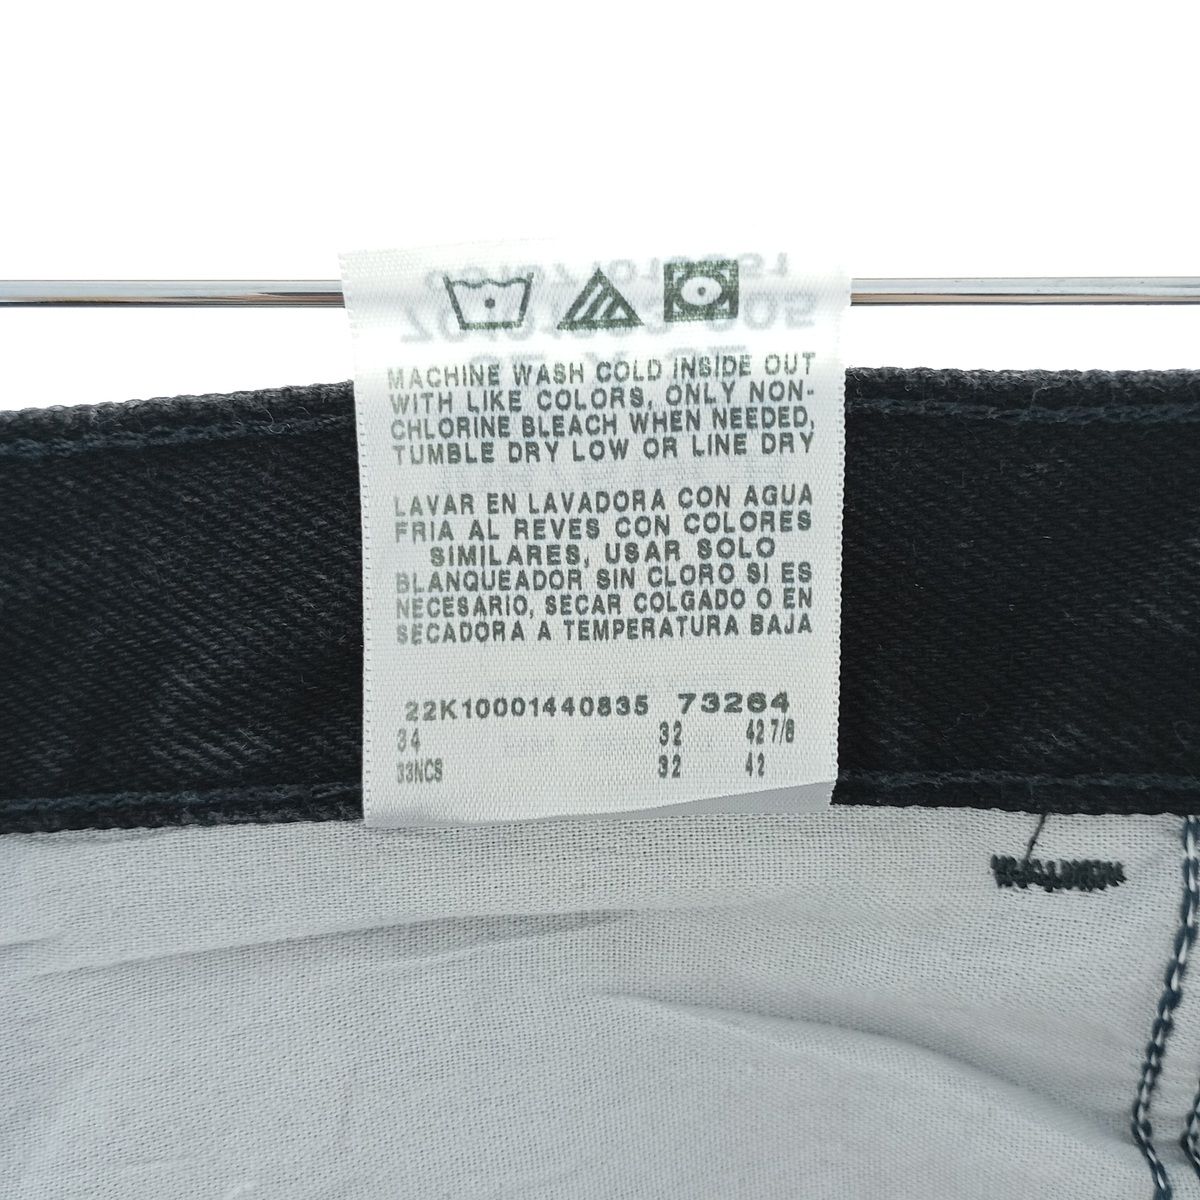 MACHINE WASH COLD INSIDE OUT
WITH LIKE COLORS, ONLY NON-
CHLORINE BLEACH WHEN NEEDED,
TUMBLE DRY LOW OR LINE DRY
LAVAR EN LAVADORA CON AGUA
FRIA AL REVES CON COLORES
SIMILARES, USAR SOLO
BLANQUEADOR SIN CLORO SI ES
NECESARIO, SECAR COLGADO O EN
SECADORA A TEMPERATURA BAJA
22K10001440835 73264
34 32 42 7/8
33NCS 32 42